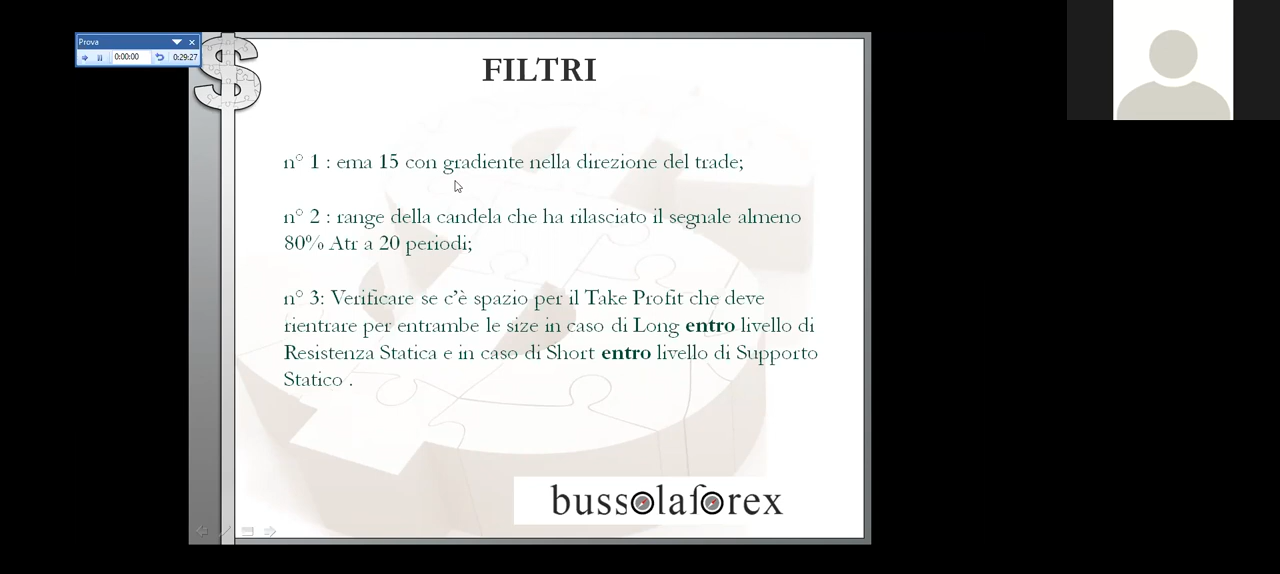 Prova
0:00:00
0:29:27
FILTRI
n° 1 : ema 15 con gradiente nella direzione del trade;
n° 2 : range della candela che ha rilasciato il segnale almeno
80% Atr a 20 periodi;
n° 3: Verificare se c’è spazio per il Take Profit che deve
rientrare per entrambe le size in caso di Long entro livello di
Resistenza Statica e in caso di Short entro livello di Supporto
Statico .
bussolaforex